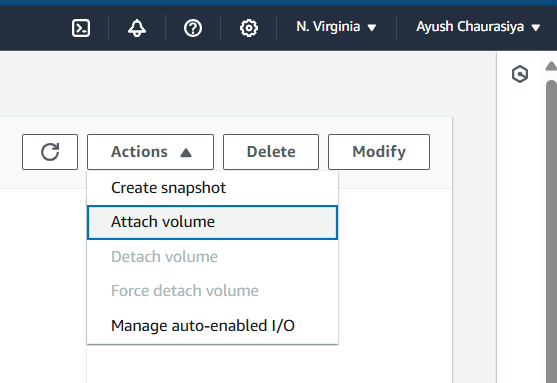 N. Virginia Ayush Chaurasiya
Actions Delete Modify
Create snapshot
Attach volume
Detach volume
Force detach volume
Manage auto-enabled I/O